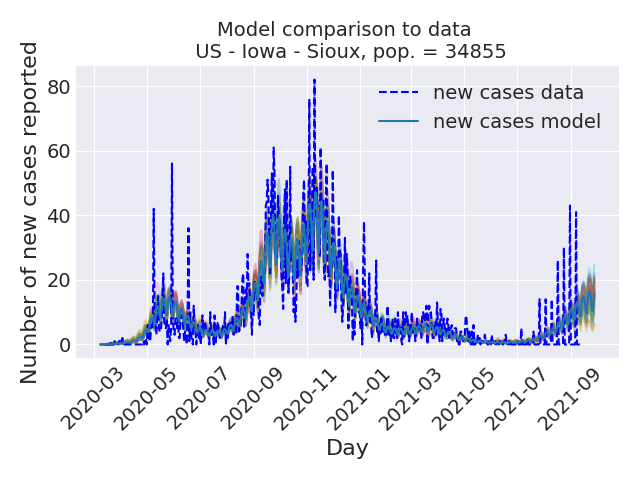 Model comparison to data
US - Iowa - Sioux, pop. = 34855
Number of new cases reported
80
60
40
20
0
new cases data
new cases model
2020-03
2020-05
2020-07
2020-09
2020-11
2021-01
2021-03
2021-05
2021-07
2021-09
Day